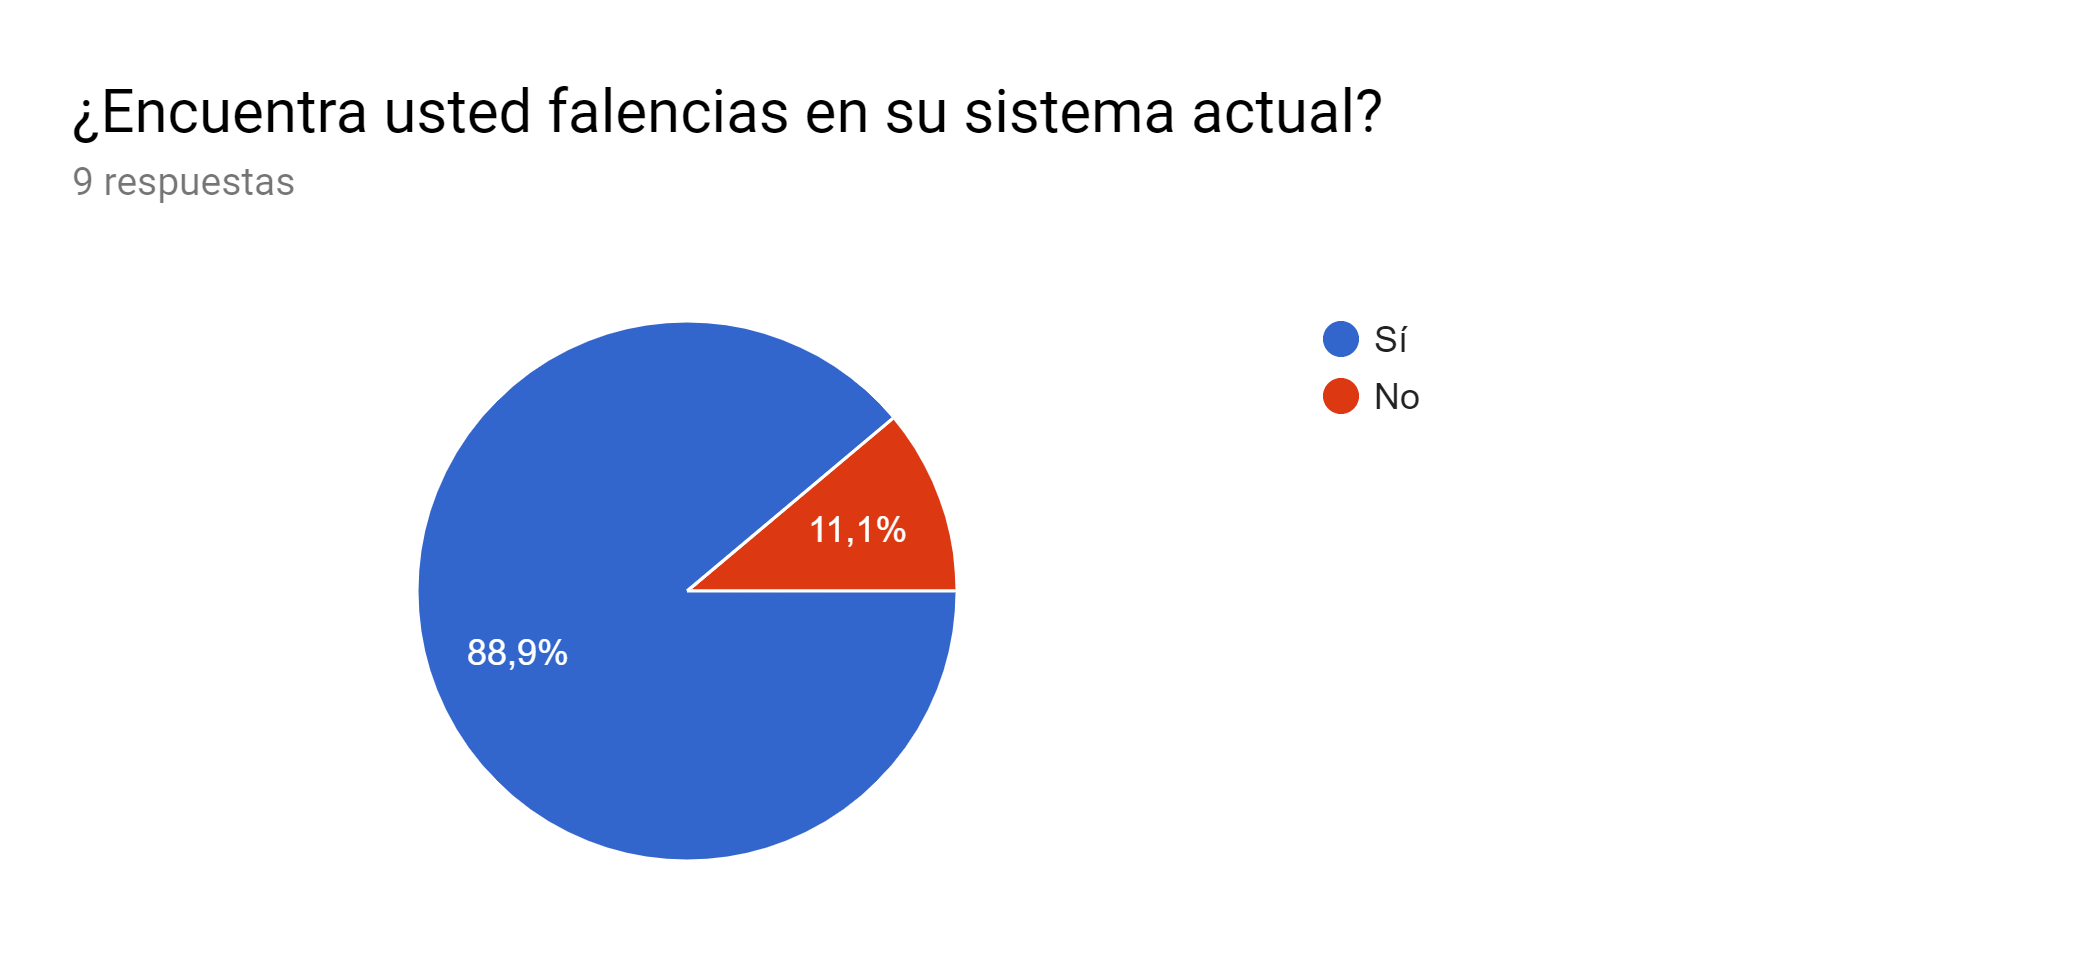 ¿Encuentra usted falencias en su sistema actual?
9 respuestas
Sí
No
11,1%
88,9%